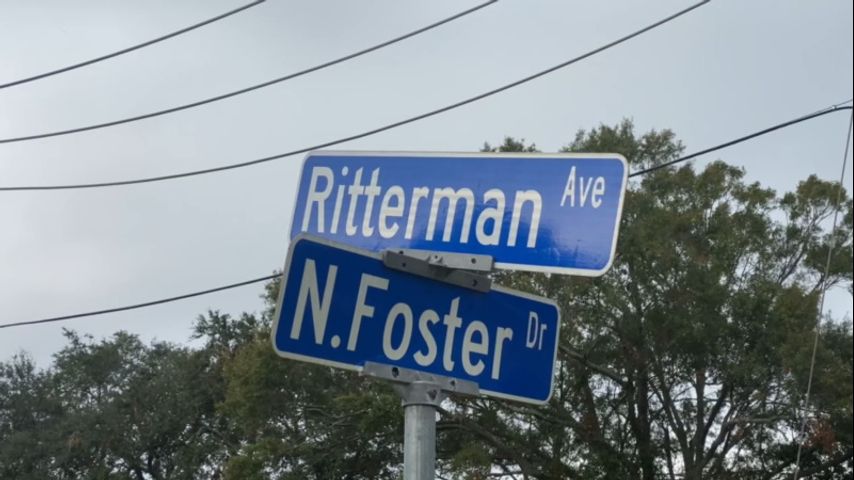 Ritterman Ave
N. Foster Dr